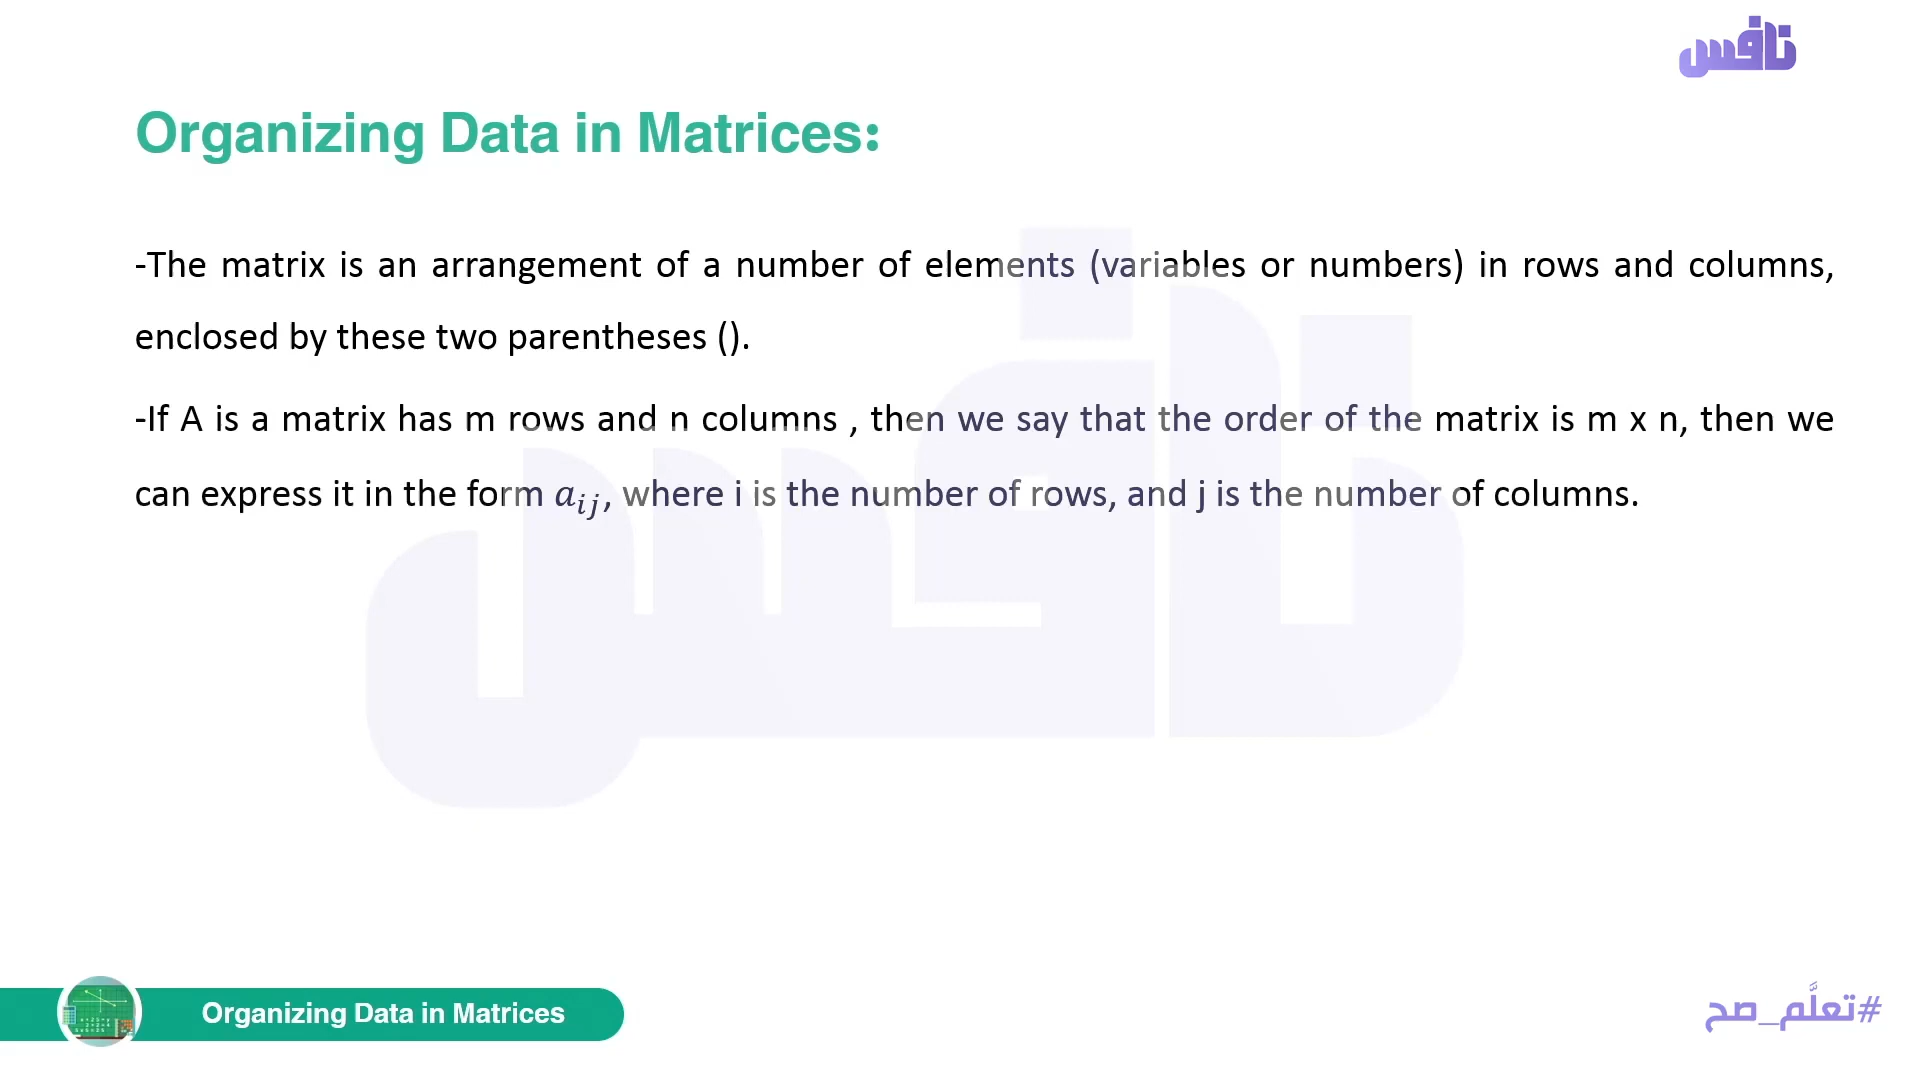 نافس
Organizing Data in Matrices:
-The matrix is an arrangement of a number of elements (variables or numbers) in rows and columns,
enclosed by these two parentheses ().
-If A is a matrix has m rows and n columns , then we say that the order of the matrix is m x n, then we
can express it in the form 𝑎𝑖𝑗, where i is the number of rows, and j is the number of columns.
Organizing Data in Matrices
#تعلَّم_صح